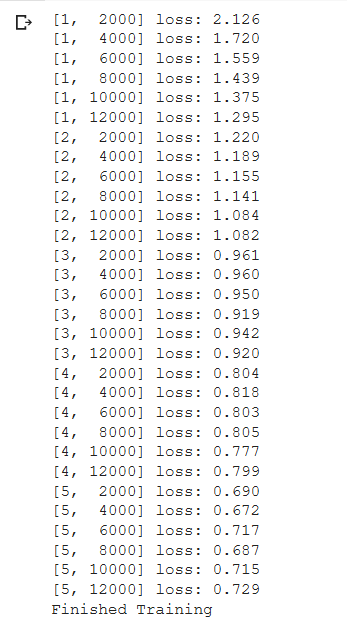 [1,  2000] loss: 2.126
[1,  4000] loss: 1.720
[1,  6000] loss: 1.559
[1,  8000] loss: 1.439
[1, 10000] loss: 1.375
[1, 12000] loss: 1.295
[2,  2000] loss: 1.220
[2,  4000] loss: 1.189
[2,  6000] loss: 1.155
[2,  8000] loss: 1.141
[2, 10000] loss: 1.084
[2, 12000] loss: 1.082
[3,  2000] loss: 0.961
[3,  4000] loss: 0.960
[3,  6000] loss: 0.950
[3,  8000] loss: 0.919
[3, 10000] loss: 0.942
[3, 12000] loss: 0.920
[4,  2000] loss: 0.804
[4,  4000] loss: 0.818
[4,  6000] loss: 0.803
[4,  8000] loss: 0.805
[4, 10000] loss: 0.777
[4, 12000] loss: 0.799
[5,  2000] loss: 0.690
[5,  4000] loss: 0.672
[5,  6000] loss: 0.717
[5,  8000] loss: 0.687
[5, 10000] loss: 0.715
[5, 12000] loss: 0.729
Finished Training